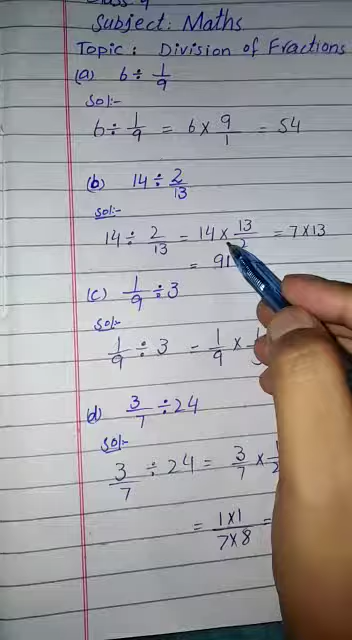 Subject: Maths
Topic: Division of Fractions
(a) 6 ÷ 1/9
Sol:-
6 ÷ 1/9 = 6 × 9/1 = 54
(b) 14 ÷ 2/13
Sol:-
14 ÷ 2/13 = 14 × 13/2 = 7 × 13
= 91
(c) 1/9 ÷ 3
Sol:-
1/9 ÷ 3 = 1/9 ×
(d) 3/7 ÷ 24
Sol:-
3/7 ÷ 24 = 3/7 ×
= 1×1/7×8 =